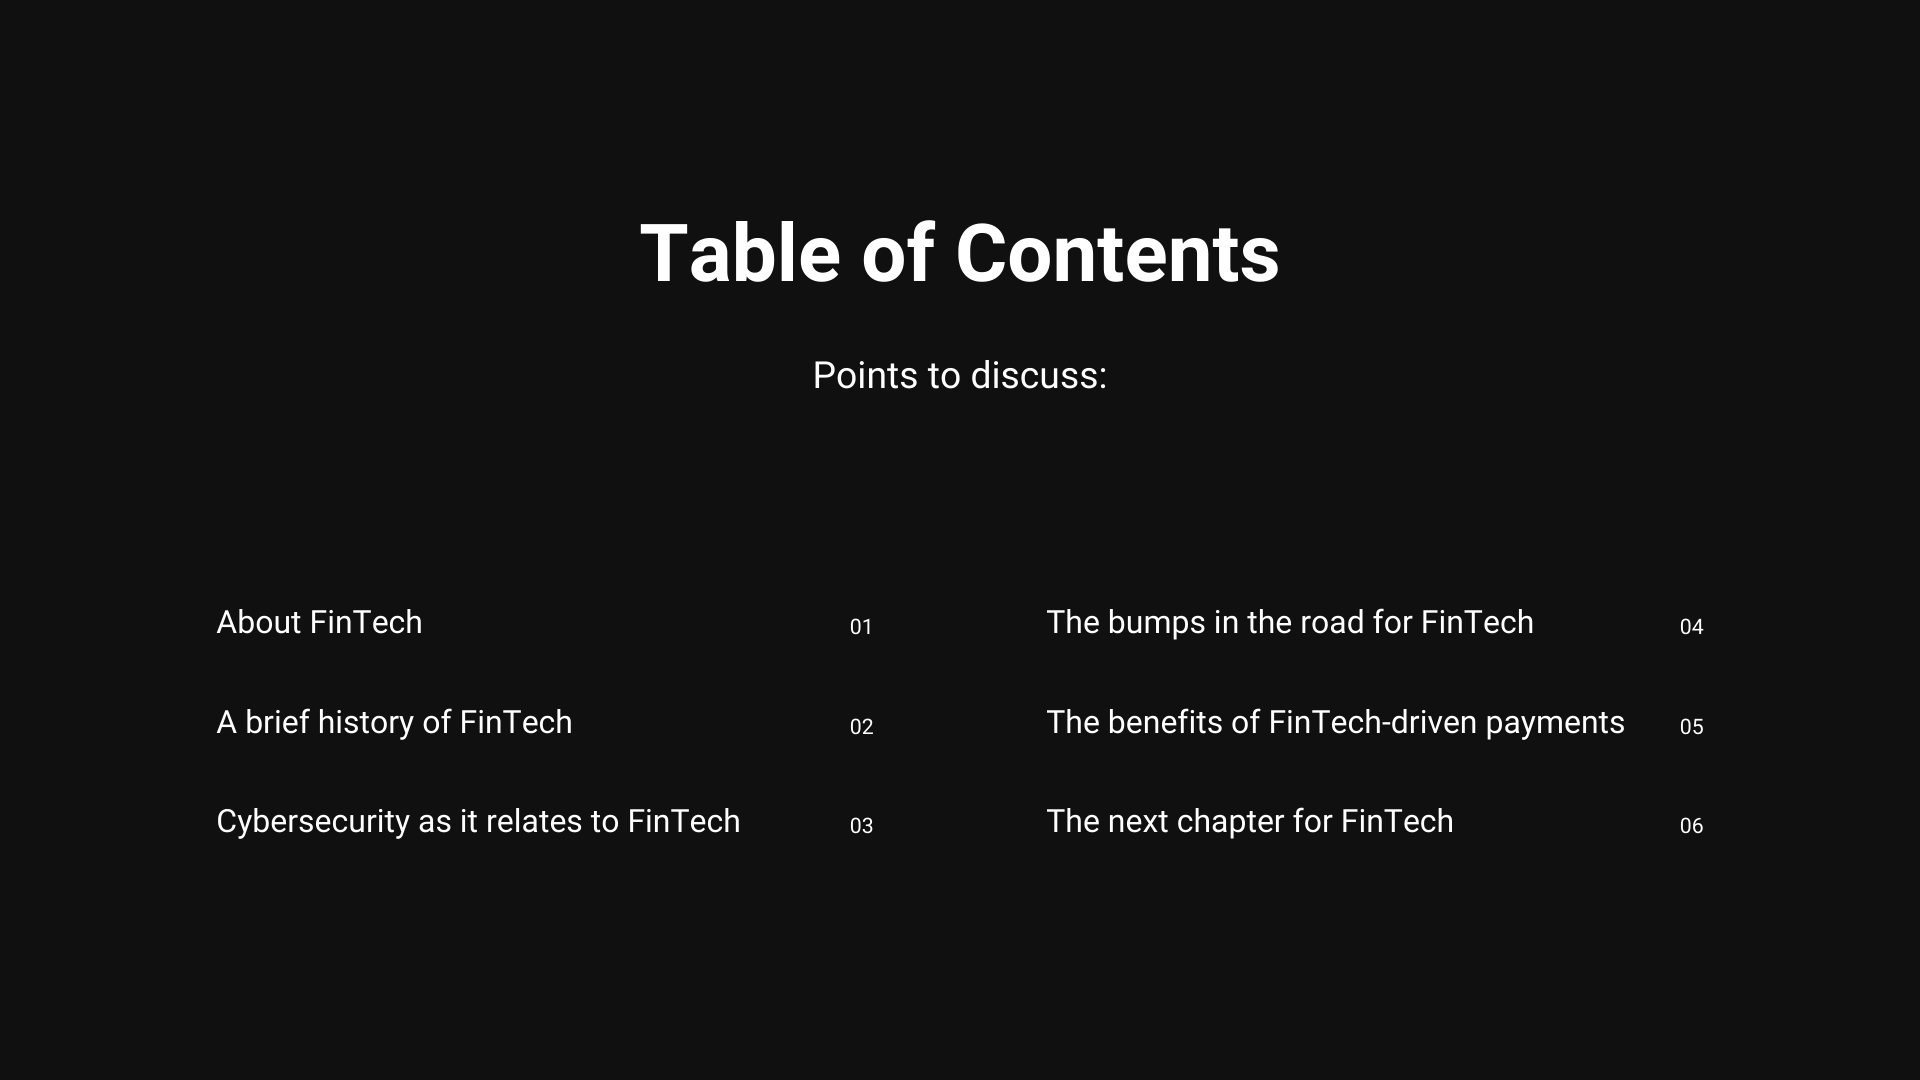 Table of Contents
Points to discuss:
About FinTech 01
A brief history of FinTech 02
Cybersecurity as it relates to FinTech 03
The bumps in the road for FinTech 04
The benefits of FinTech-driven payments 05
The next chapter for FinTech 06